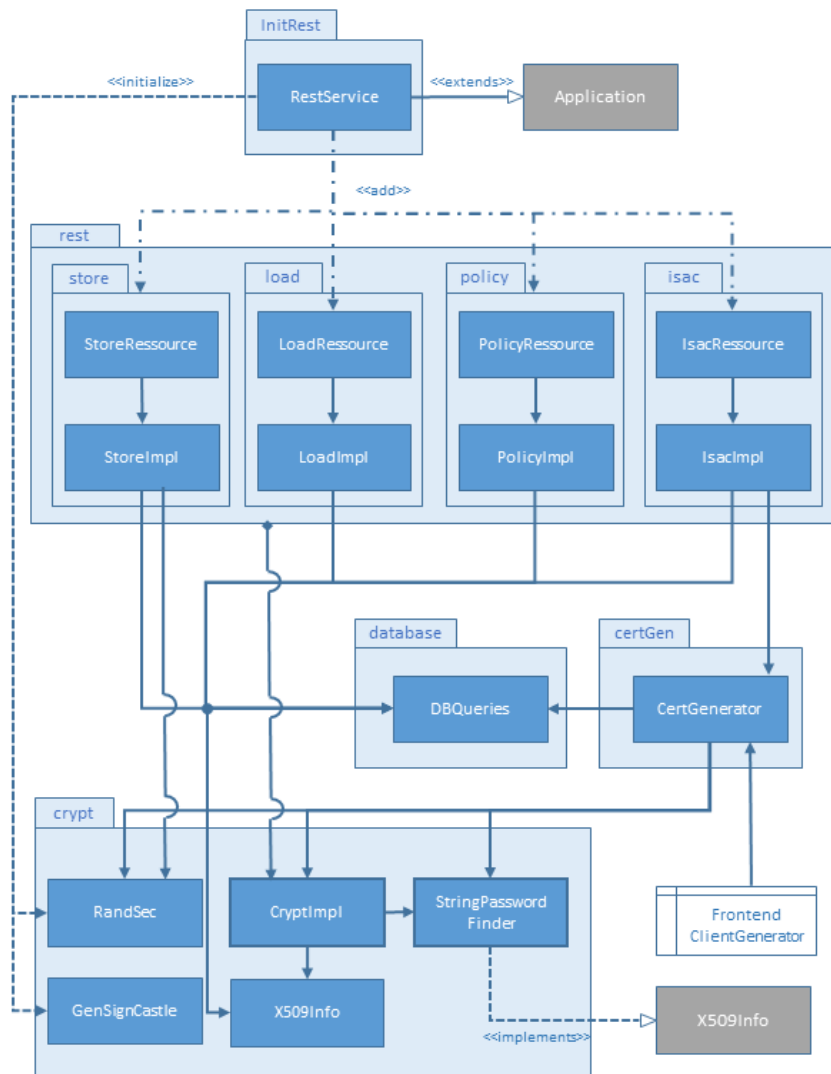 InitRest
<<initialize>>
RestService
<<extends>>
Application
<<add>>
rest
store
load
policy
isac
StoreRessource
LoadRessource
PolicyRessource
IsacRessource
StoreImpl
LoadImpl
PolicyImpl
IsacImpl
database
certGen
DBQueries
CertGenerator
crypt
RandSec
CryptImpl
StringPassword
Finder
Frontend
ClientGenerator
GenSignCastle
X509Info
<<implements>>
X509Info